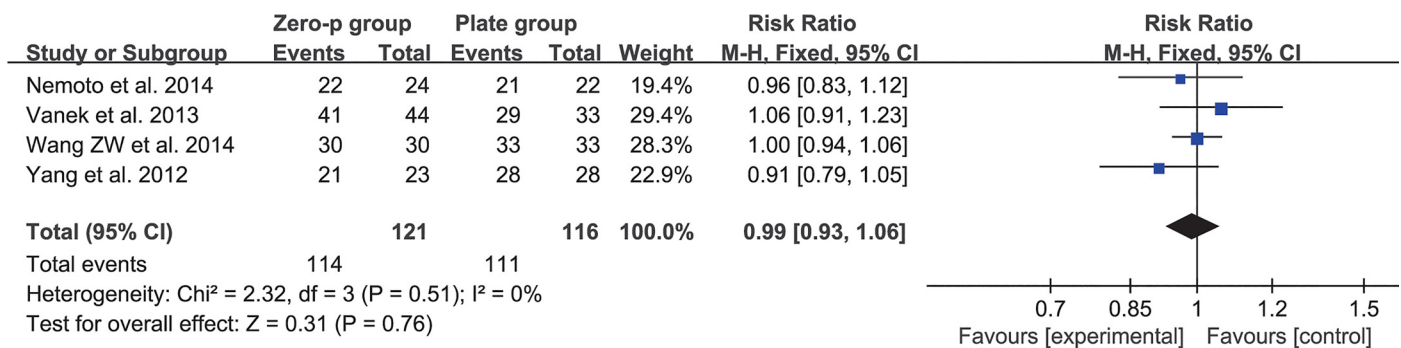 Zero-p group Plate group Risk Ratio Risk Ratio
Study or Subgroup Events Total Events Total Weight M-H, Fixed, 95% CI M-H, Fixed, 95% CI
Nemoto et al. 2014 22 24 21 22 19.4% 0.96 [0.83, 1.12]
Vanek et al. 2013 41 44 29 33 29.4% 1.06 [0.91, 1.23]
Wang ZW et al. 2014 30 30 33 33 28.3% 1.00 [0.94, 1.06]
Yang et al. 2012 21 23 28 28 22.9% 0.91 [0.79, 1.05]
Total (95% CI) 121 116 100.0% 0.99 [0.93, 1.06]
Total events 114 111
Heterogeneity: Chi² = 2.32, df = 3 (P = 0.51); I² = 0%
Test for overall effect: Z = 0.31 (P = 0.76)
0.7 0.85 1 1.2 1.5
Favours [experimental] Favours [control]